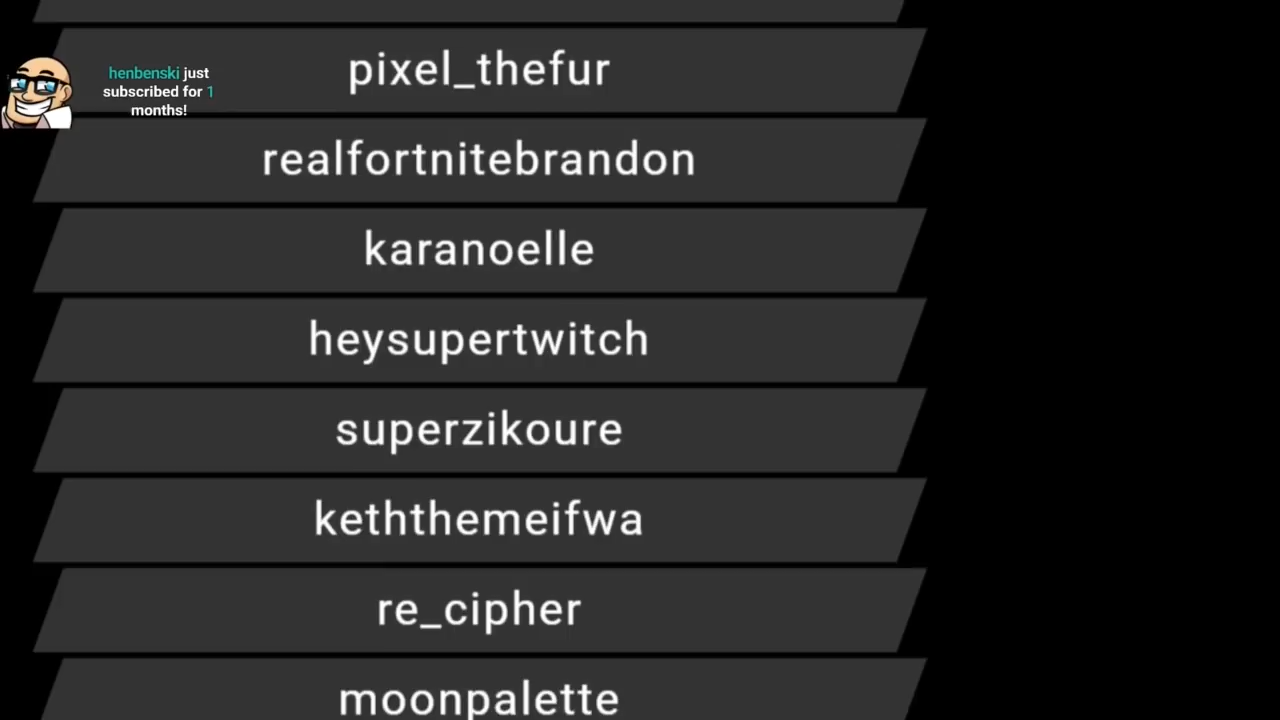 pixel_thefur
henbenski just
subscribed for 1
months!
realfortnitebrandon
karanoelle
heysupertwitch
superzikoure
keththemeifwa
re_cipher
moonpalette